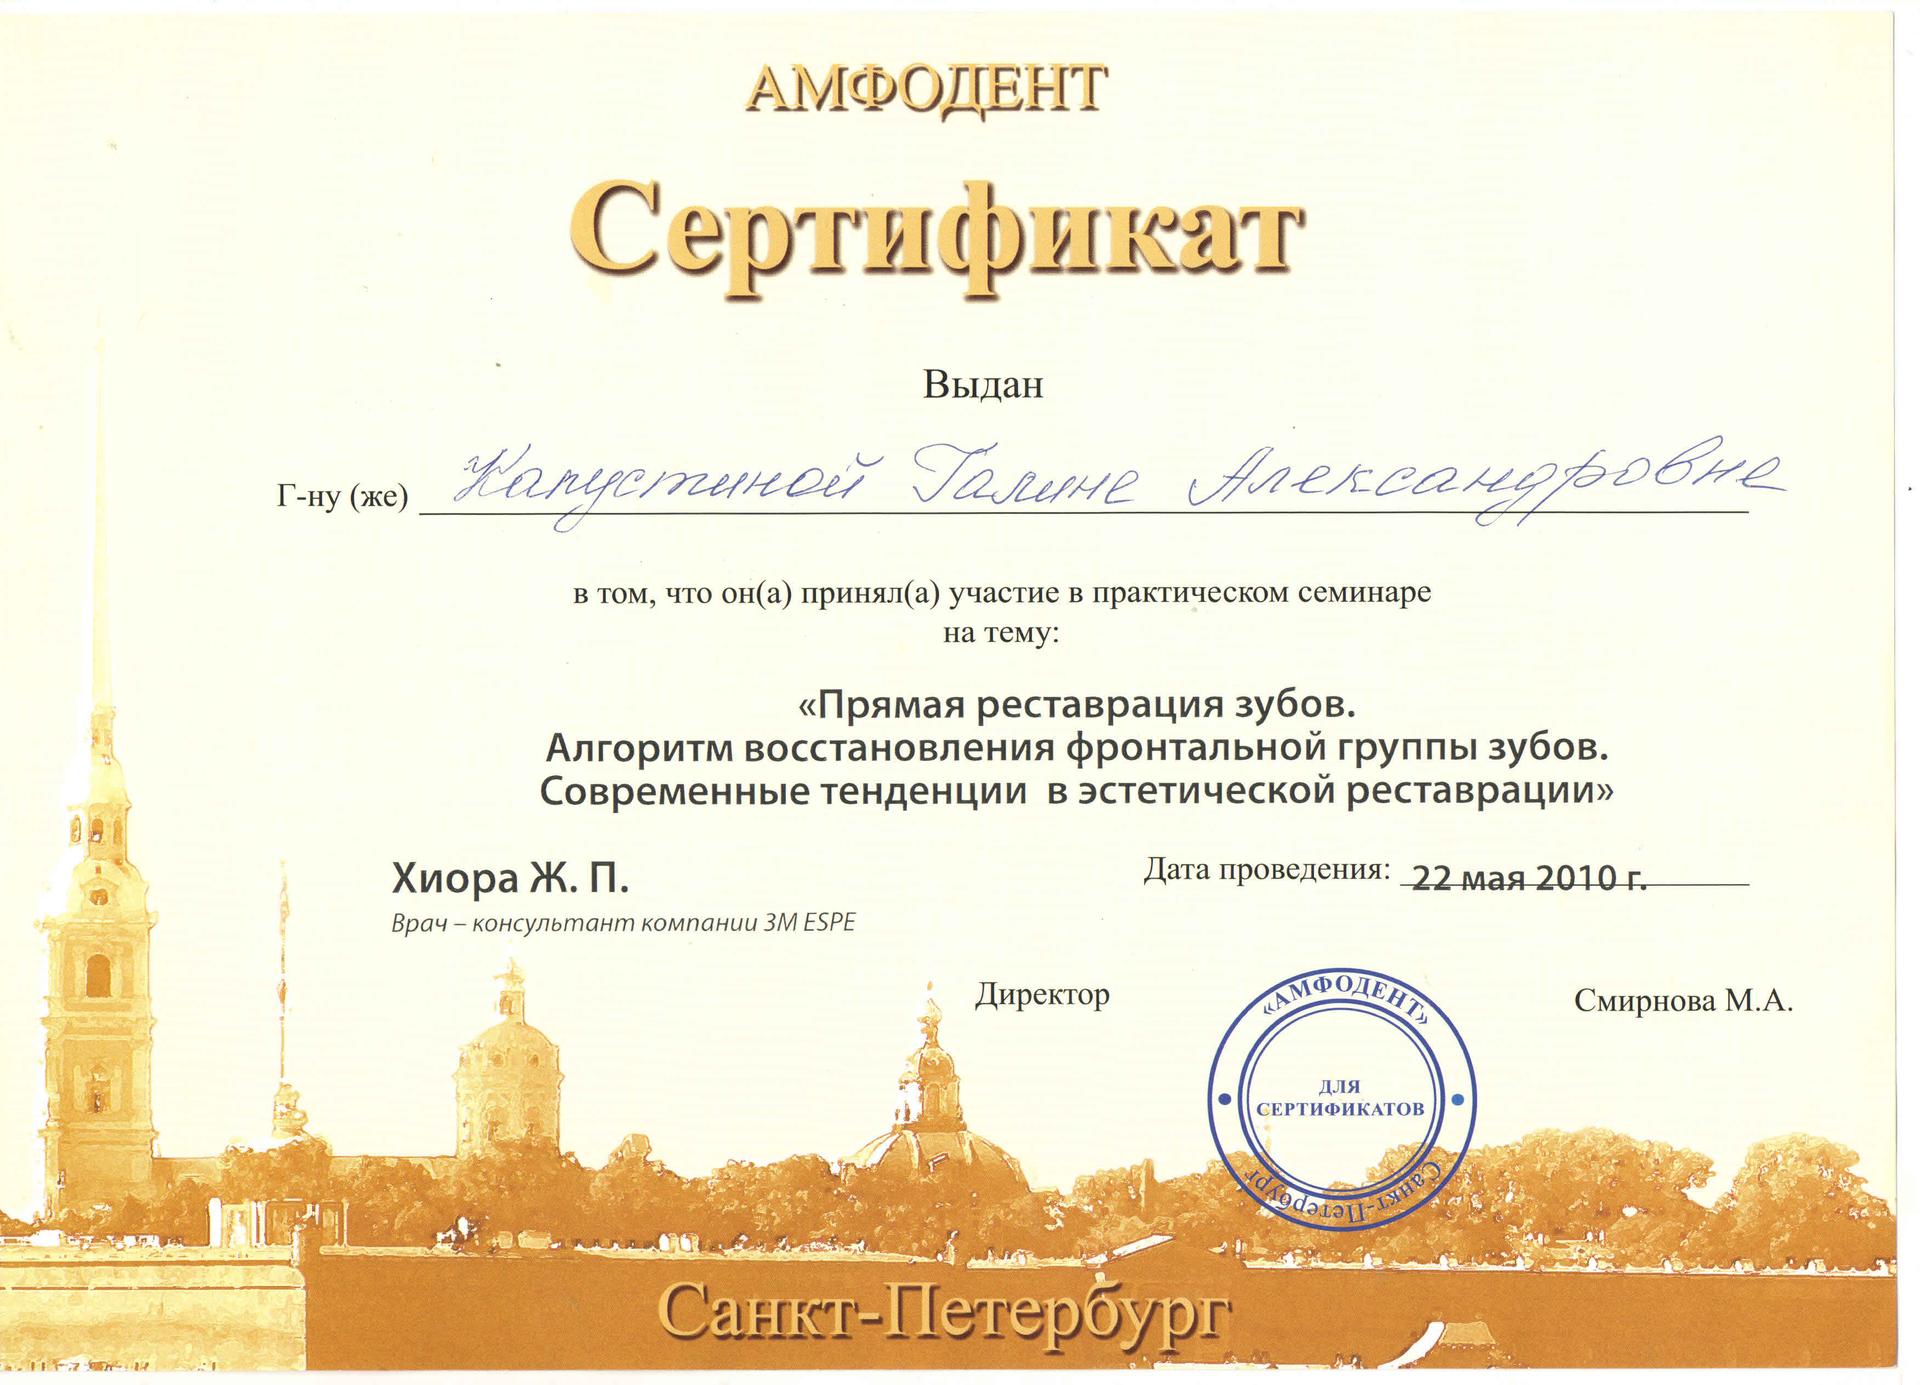 АМФОДЕНТ
Сертификат
Выдан
Г-ну (же) Капустиной Галине Александровне
в том, что он(а) принял(а) участие в практическом семинаре
на тему:
«Прямая реставрация зубов.
Алгоритм восстановления фронтальной группы зубов.
Современные тенденции в эстетической реставрации»
Хиора Ж. П.
Врач – консультант компании 3M ESPE
Дата проведения: 22 мая 2010 г.
Директор
Смирнова М.А.
«АМФОДЕНТ»
ДЛЯ
СЕРТИФИКАТОВ
Санкт-Петербург
Санкт-Петербург